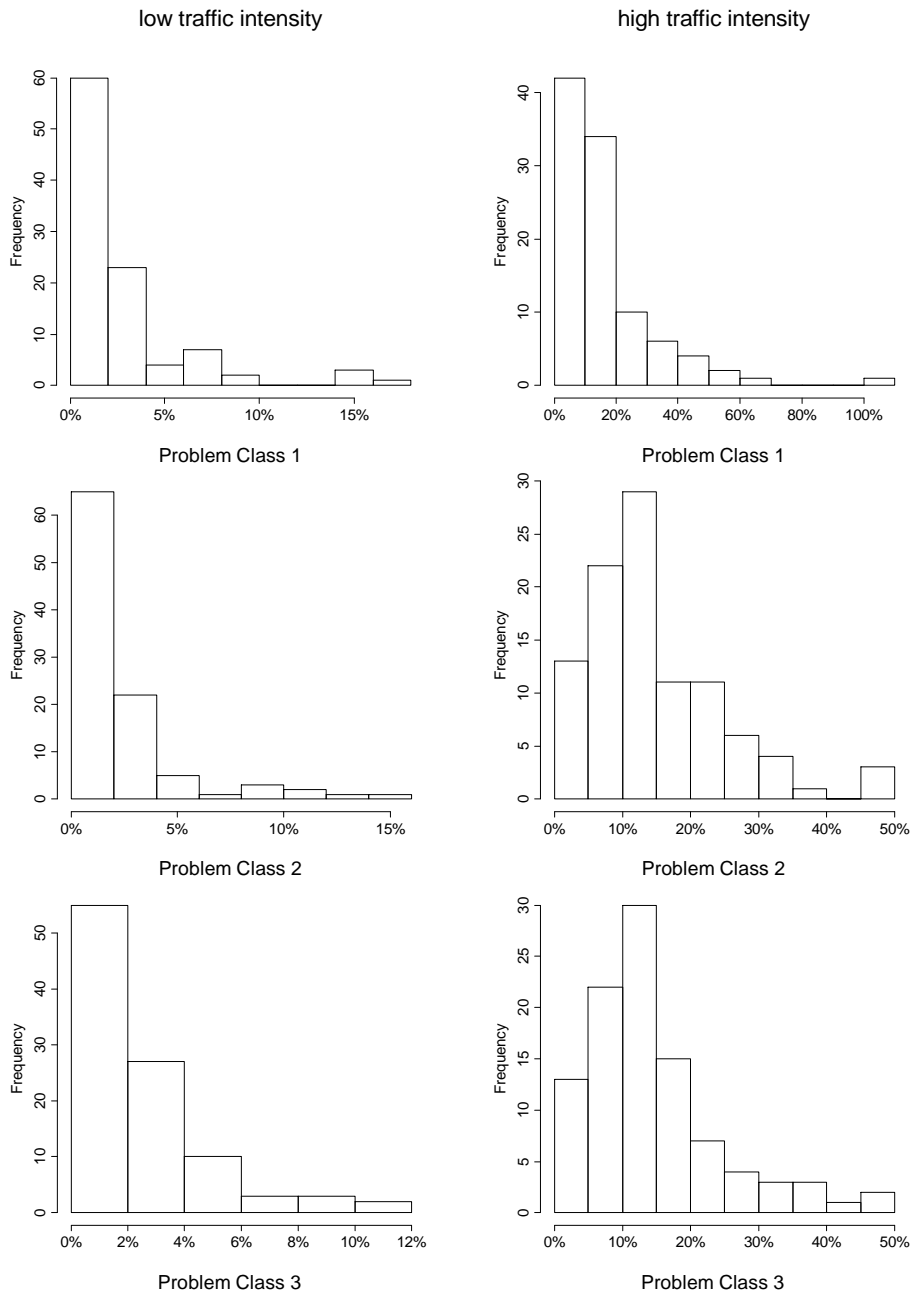 low traffic intensity
high traffic intensity
Frequency
0 10 20 30 40 50 60
0% 5% 10% 15%
Problem Class 1
Frequency
0 10 20 30 40
0% 20% 40% 60% 80% 100%
Problem Class 1
Frequency
0 10 20 30 40 50 60
0% 5% 10% 15%
Problem Class 2
Frequency
0 5 10 15 20 25 30
0% 10% 20% 30% 40% 50%
Problem Class 2
Frequency
0 10 20 30 40 50
0% 2% 4% 6% 8% 10% 12%
Problem Class 3
Frequency
0 5 10 15 20 25 30
0% 10% 20% 30% 40% 50%
Problem Class 3